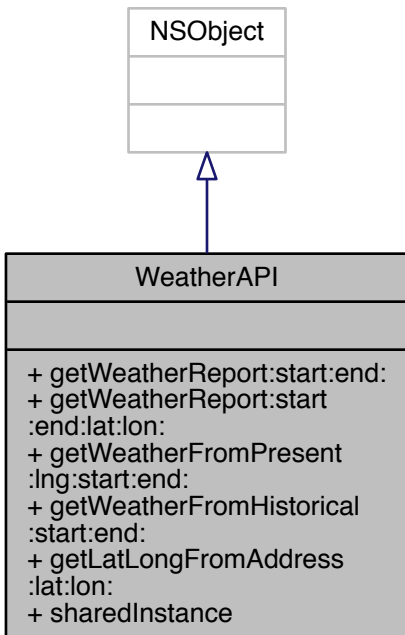 NSObject
WeatherAPI
+ getWeatherReport:start:end:
+ getWeatherReport:start
:end:lat:lon:
+ getWeatherFromPresent
:lng:start:end:
+ getWeatherFromHistorical
:start:end:
+ getLatLongFromAddress
:lat:lon:
+ sharedInstance